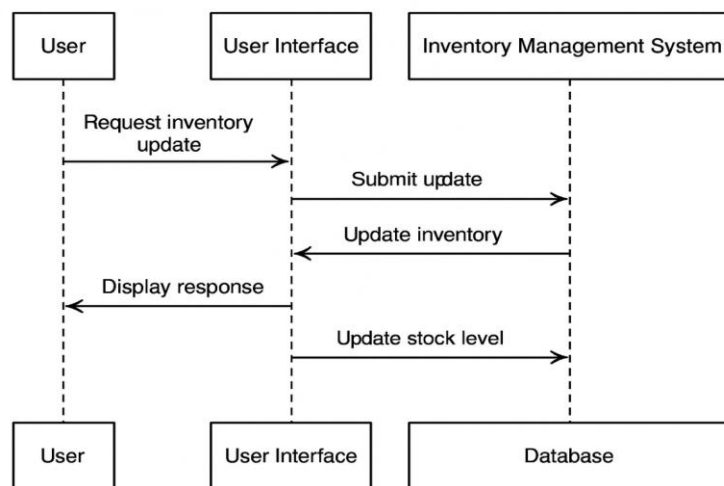 User
User Interface
Inventory Management System
Request inventory
update
Submit update
Update inventory
Display response
Update stock level
User
User Interface
Database